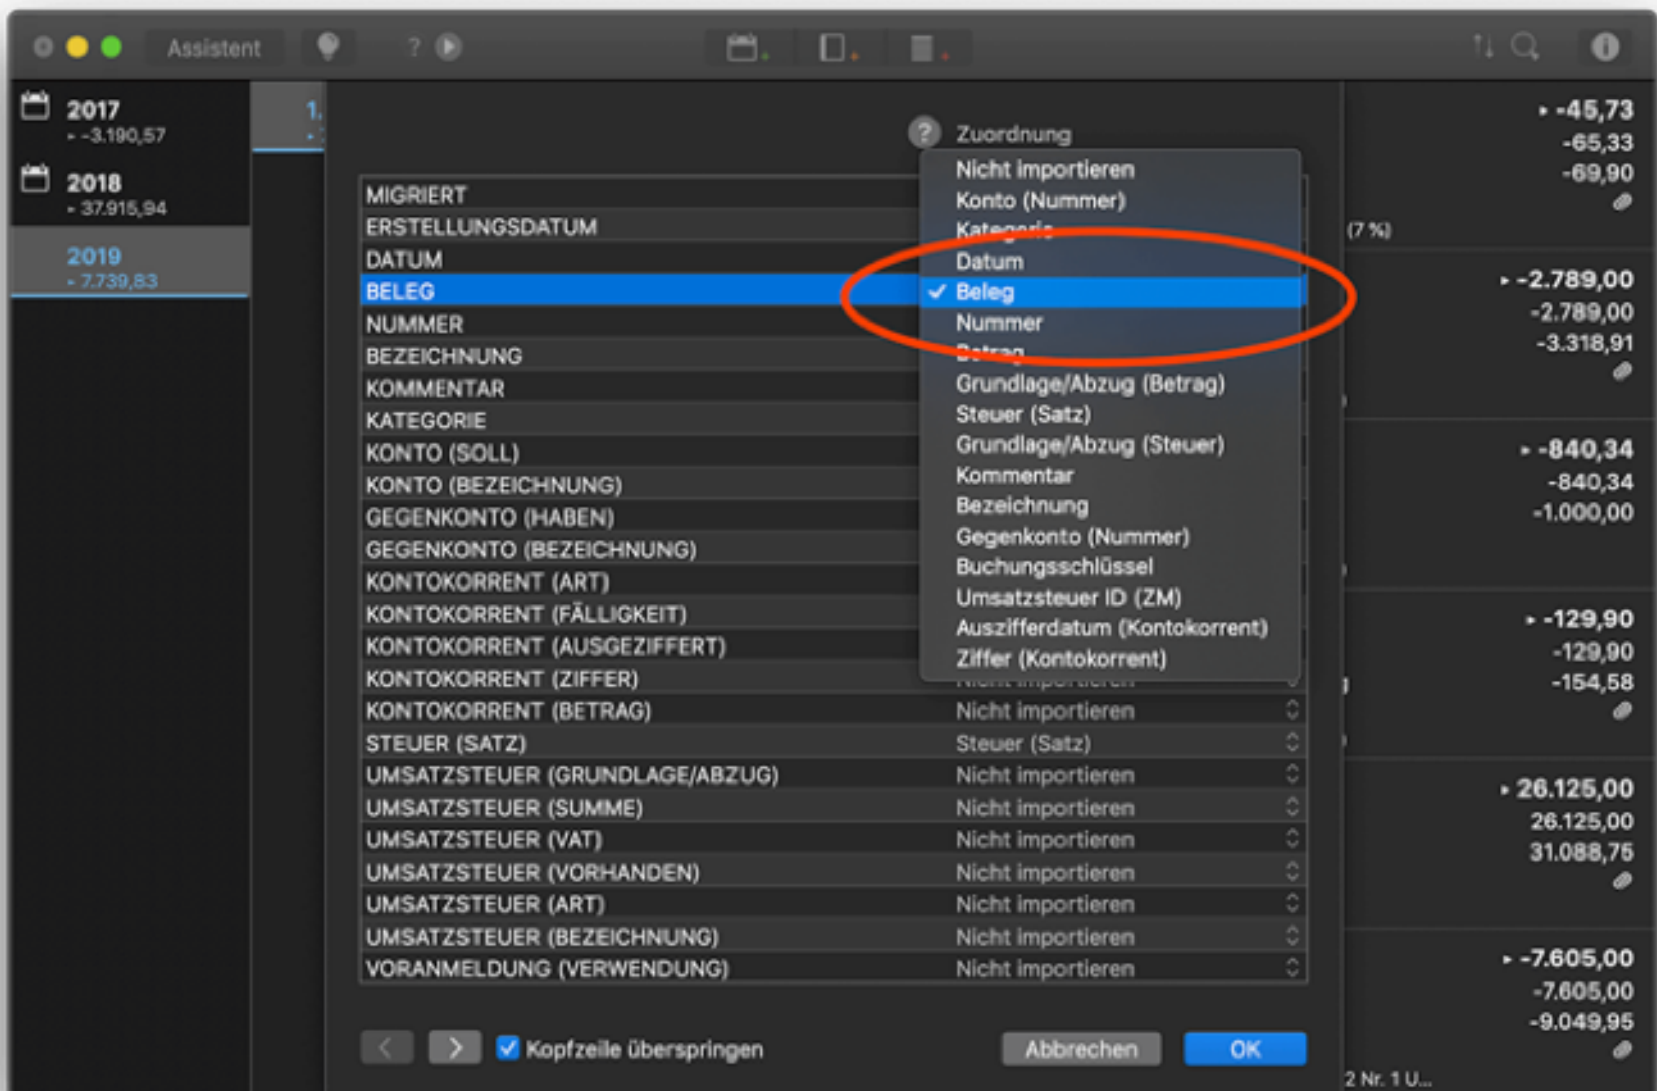 Assistent
?
2017
-3.190,57
2018
37.915,94
2019
7.739,83
1.
? Zuordnung
Nicht importieren
Konto (Nummer)
Kategorie
Datum
✓ Beleg
Nummer
Betrag
Grundlage/Abzug (Betrag)
Steuer (Satz)
Grundlage/Abzug (Steuer)
Kommentar
Bezeichnung
Gegenkonto (Nummer)
Buchungsschlüssel
Umsatzsteuer ID (ZM)
Auszifferdatum (Kontokorrent)
Ziffer (Kontokorrent)
MIGRIERT
ERSTELLUNGSDATUM
DATUM
BELEG
NUMMER
BEZEICHNUNG
KOMMENTAR
KATEGORIE
KONTO (SOLL)
KONTO (BEZEICHNUNG)
GEGENKONTO (HABEN)
GEGENKONTO (BEZEICHNUNG)
KONTOKORRENT (ART)
KONTOKORRENT (FÄLLIGKEIT)
KONTOKORRENT (AUSGEZIFFERT)
KONTOKORRENT (ZIFFER)
KONTOKORRENT (BETRAG) Nicht importieren
STEUER (SATZ) Steuer (Satz)
UMSATZSTEUER (GRUNDLAGE/ABZUG) Nicht importieren
UMSATZSTEUER (SUMME) Nicht importieren
UMSATZSTEUER (VAT) Nicht importieren
UMSATZSTEUER (VORHANDEN) Nicht importieren
UMSATZSTEUER (ART) Nicht importieren
UMSATZSTEUER (BEZEICHNUNG) Nicht importieren
VORANMELDUNG (VERWENDUNG) Nicht importieren
Kopfzeile überspringen
Abbrechen
OK
-45,73
-65,33
-69,90
(7 %)
-2.789,00
-2.789,00
-3.318,91
-840,34
-840,34
-1.000,00
-129,90
-129,90
-154,58
26.125,00
26.125,00
31.088,75
-7.605,00
-7.605,00
-9.049,95
2 Nr. 1 U...